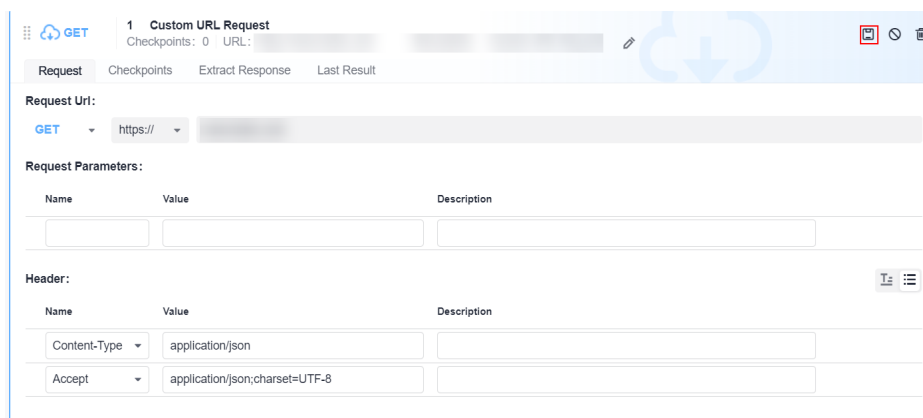 GET
1 Custom URL Request
Checkpoints: 0 URL:
Request Checkpoints Extract Response Last Result
Request Url:
GET https://
Request Parameters:
Name Value Description
Header:
Name Value Description
Content-Type application/json
Accept application/json;charset=UTF-8